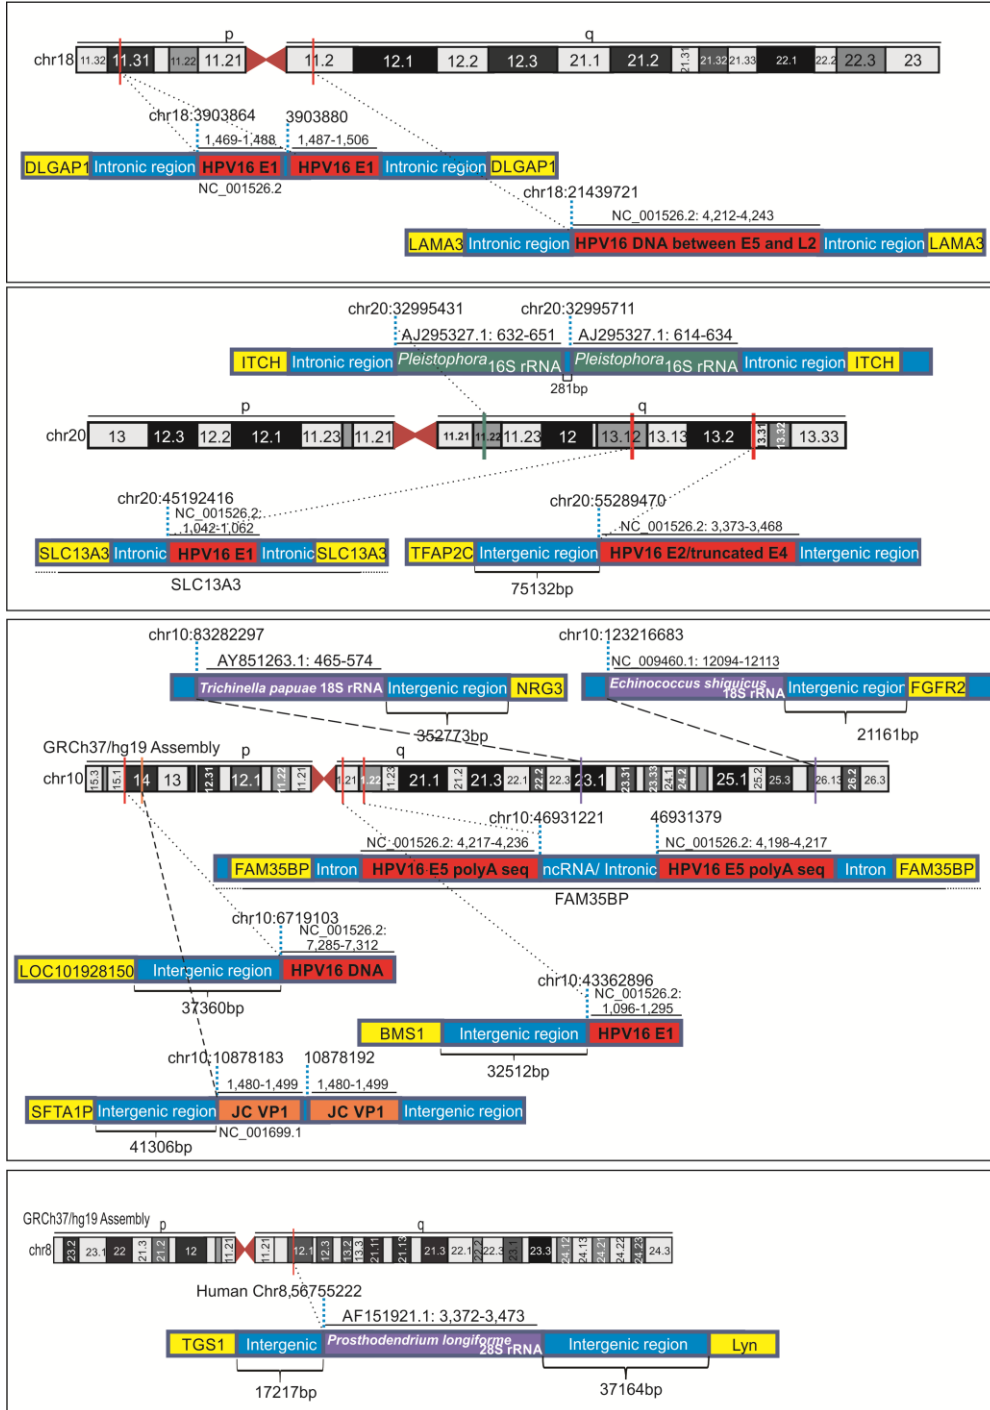 p q
chr18 11.32 11.31 11.22 11.21 11.2 12.1 12.2 12.3 21.1 21.2 21.31 21.32 21.33 22.1 22.2 22.3 23
chr18:3903864 3903880
1,469-1,488 1,487-1,506
DLGAP1 Intronic region HPV16 E1 HPV16 E1 Intronic region DLGAP1
NC_001526.2
chr18:21439721
NC_001526.2: 4,212-4,243
LAMA3 Intronic region HPV16 DNA between E5 and L2 Intronic region LAMA3
chr20:32995431 chr20:32995711
AJ295327.1: 632-651 AJ295327.1: 614-634
ITCH Intronic region Pleistophora 16S rRNA Pleistophora 16S rRNA Intronic region ITCH
281bp
p q
chr20 13 12.3 12.2 12.1 11.23 11.21 11.21 11.22 11.23 12 13.12 13.13 13.2 13.31 13.32 13.33
chr20:45192416 chr20:55289470
NC_001526.2:
1,042-1,062
NC_001526.2: 3,373-3,468
SLC13A3 Intronic HPV16 E1 Intronic SLC13A3 TFAP2C Intergenic region HPV16 E2/truncated E4 Intergenic region
SLC13A3 75132bp
chr10:83282297 chr10:123216683
AY851263.1: 465-574 NC_009460.1: 12094-12113
Trichinella papuae 18S rRNA Intergenic region NRG3 Echinococcus shiquicus 18S rRNA Intergenic region FGFR2
352773bp 21161bp
GRCh37/hg19 Assembly p q
chr10 15.3 15.1 14 13 12.31 12.1 11.22 11.21 1.21 1.22 11.23 21.1 21.2 21.3 22.1 22.2 22.3 23.1 23.31 23.33 24.1 24.2 25.1 25.2 25.3 26.13 26.2 26.3
chr10:46931221 46931379
NC_001526.2: 4,217-4,236 NC_001526.2: 4,198-4,217
FAM35BP Intron HPV16 E5 polyA seq ncRNA/ Intronic HPV16 E5 polyA seq Intron FAM35BP
FAM35BP
chr10:6719103
NC_001526.2:
7,285-7,312
LOC101928150 Intergenic region HPV16 DNA
37360bp
chr10:43362896
NC_001526.2:
1,096-1,295
BMS1 Intergenic region HPV16 E1
32512bp
chr10:10878183 10878192
1,480-1,499 1,480-1,499
SFTA1P Intergenic region JC VP1 JC VP1 Intergenic region
NC_001699.1
41306bp
GRCh37/hg19 Assembly p q
chr8 23.2 23.1 22 21.3 21.2 12 11.21 11.21 12.1 12.3 13.2 13.3 21.11 21.13 21.3 22.1 22.2 22.3 23.1 23.3 24.12 24.13 24.21 24.22 24.23 24.3
Human Chr8,56755222
AF151921.1: 3,372-3,473
TGS1 Intergenic Prosthodendrium longiforme 28S rRNA Intergenic region Lyn
17217bp 37164bp